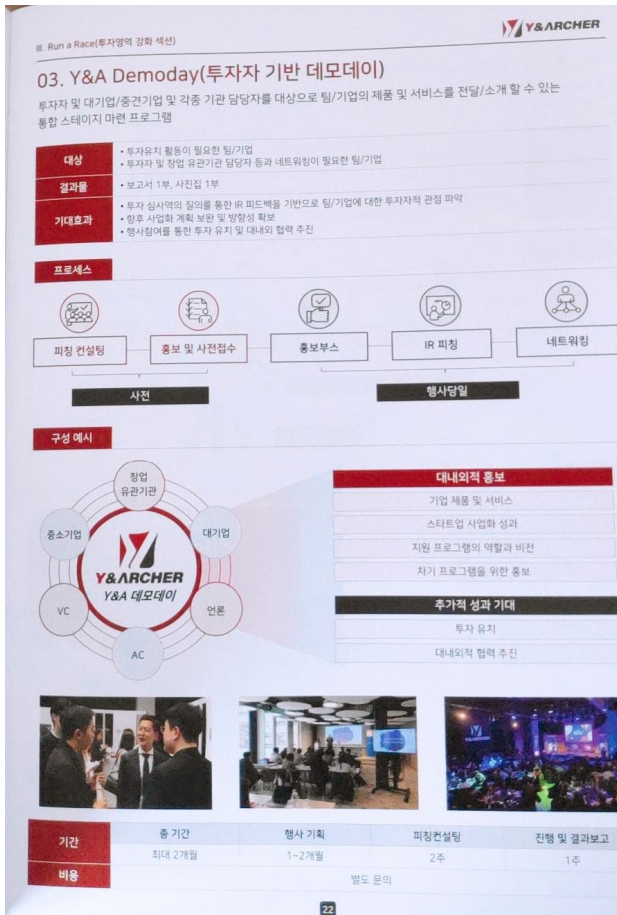 Ⅲ. Run a Race(투자영역 강화 섹션)
Y&ARCHER
03. Y&A Demoday(투자자 기반 데모데이)
투자자 및 대기업/중견기업 및 각종 기관 담당자를 대상으로 팀/기업의 제품 및 서비스를 전달/소개 할 수 있는
통합 스테이지 마련 프로그램
대상
• 투자유치 활동이 필요한 팀/기업
• 투자자 및 창업 유관기관 담당자 등과 네트워킹이 필요한 팀/기업
결과물
• 보고서 1부, 사진집 1부
기대효과
• 투자 심사역의 질의를 통한 IR 피드백을 기반으로 팀/기업에 대한 투자자적 관점 파악
• 향후 사업화 계획 보완 및 방향성 확보
• 행사참여를 통한 투자 유치 및 대내외 협력 추진
프로세스
피칭 컨설팅
홍보 및 사전접수
홍보부스
IR 피칭
네트워킹
사전
행사당일
구성 예시
창업
유관기관
중소기업
대기업
Y&ARCHER
Y&A 데모데이
VC
언론
AC
대내외적 홍보
기업 제품 및 서비스
스타트업 사업화 성과
지원 프로그램의 역할과 비전
차기 프로그램을 위한 홍보
추가적 성과 기대
투자 유치
대내외적 협력 추진
Y&ARCHER
기간
총 기간
행사 기획
피칭컨설팅
진행 및 결과보고
최대 2개월
1~2개월
2주
1주
비용
별도 문의
22